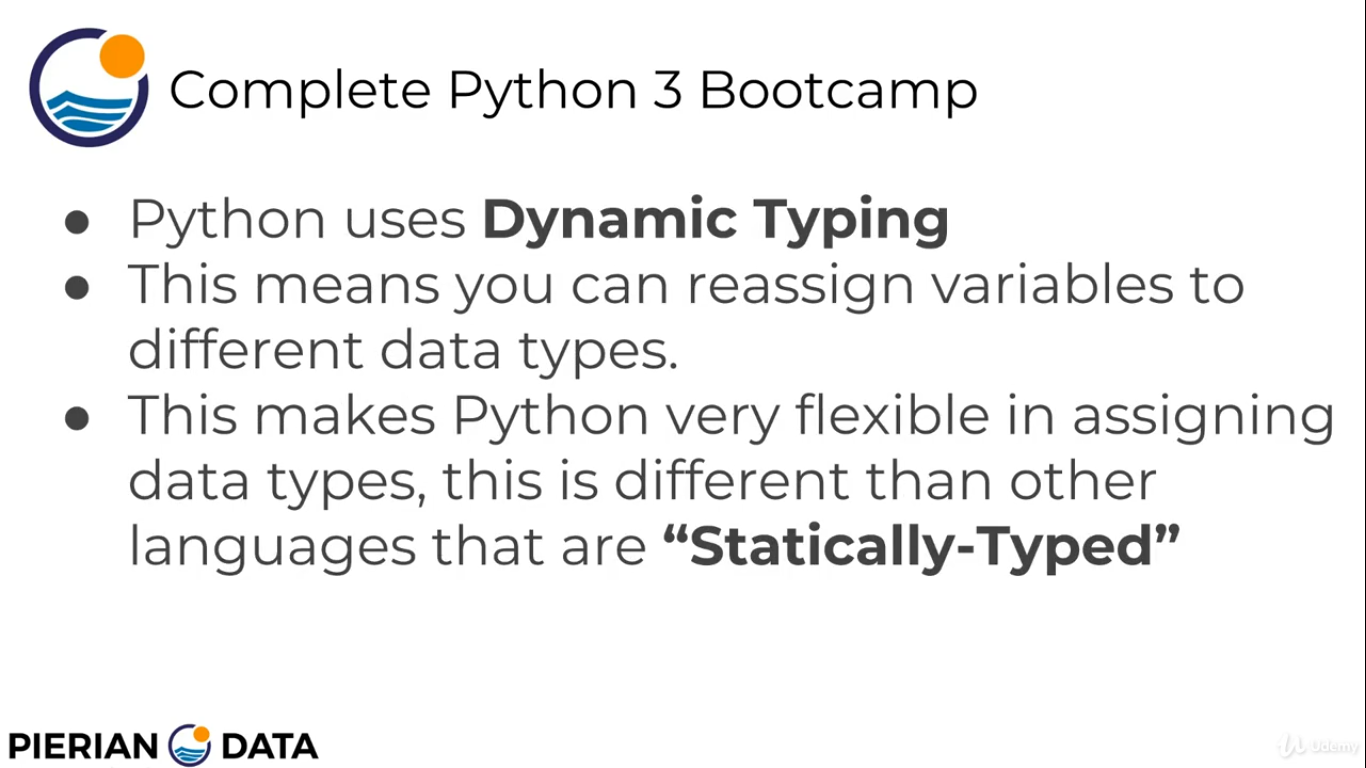 Complete Python 3 Bootcamp
● Python uses Dynamic Typing
● This means you can reassign variables to
different data types.
● This makes Python very flexible in assigning
data types, this is different than other
languages that are “Statically-Typed”
PIERIAN DATA
Udemy